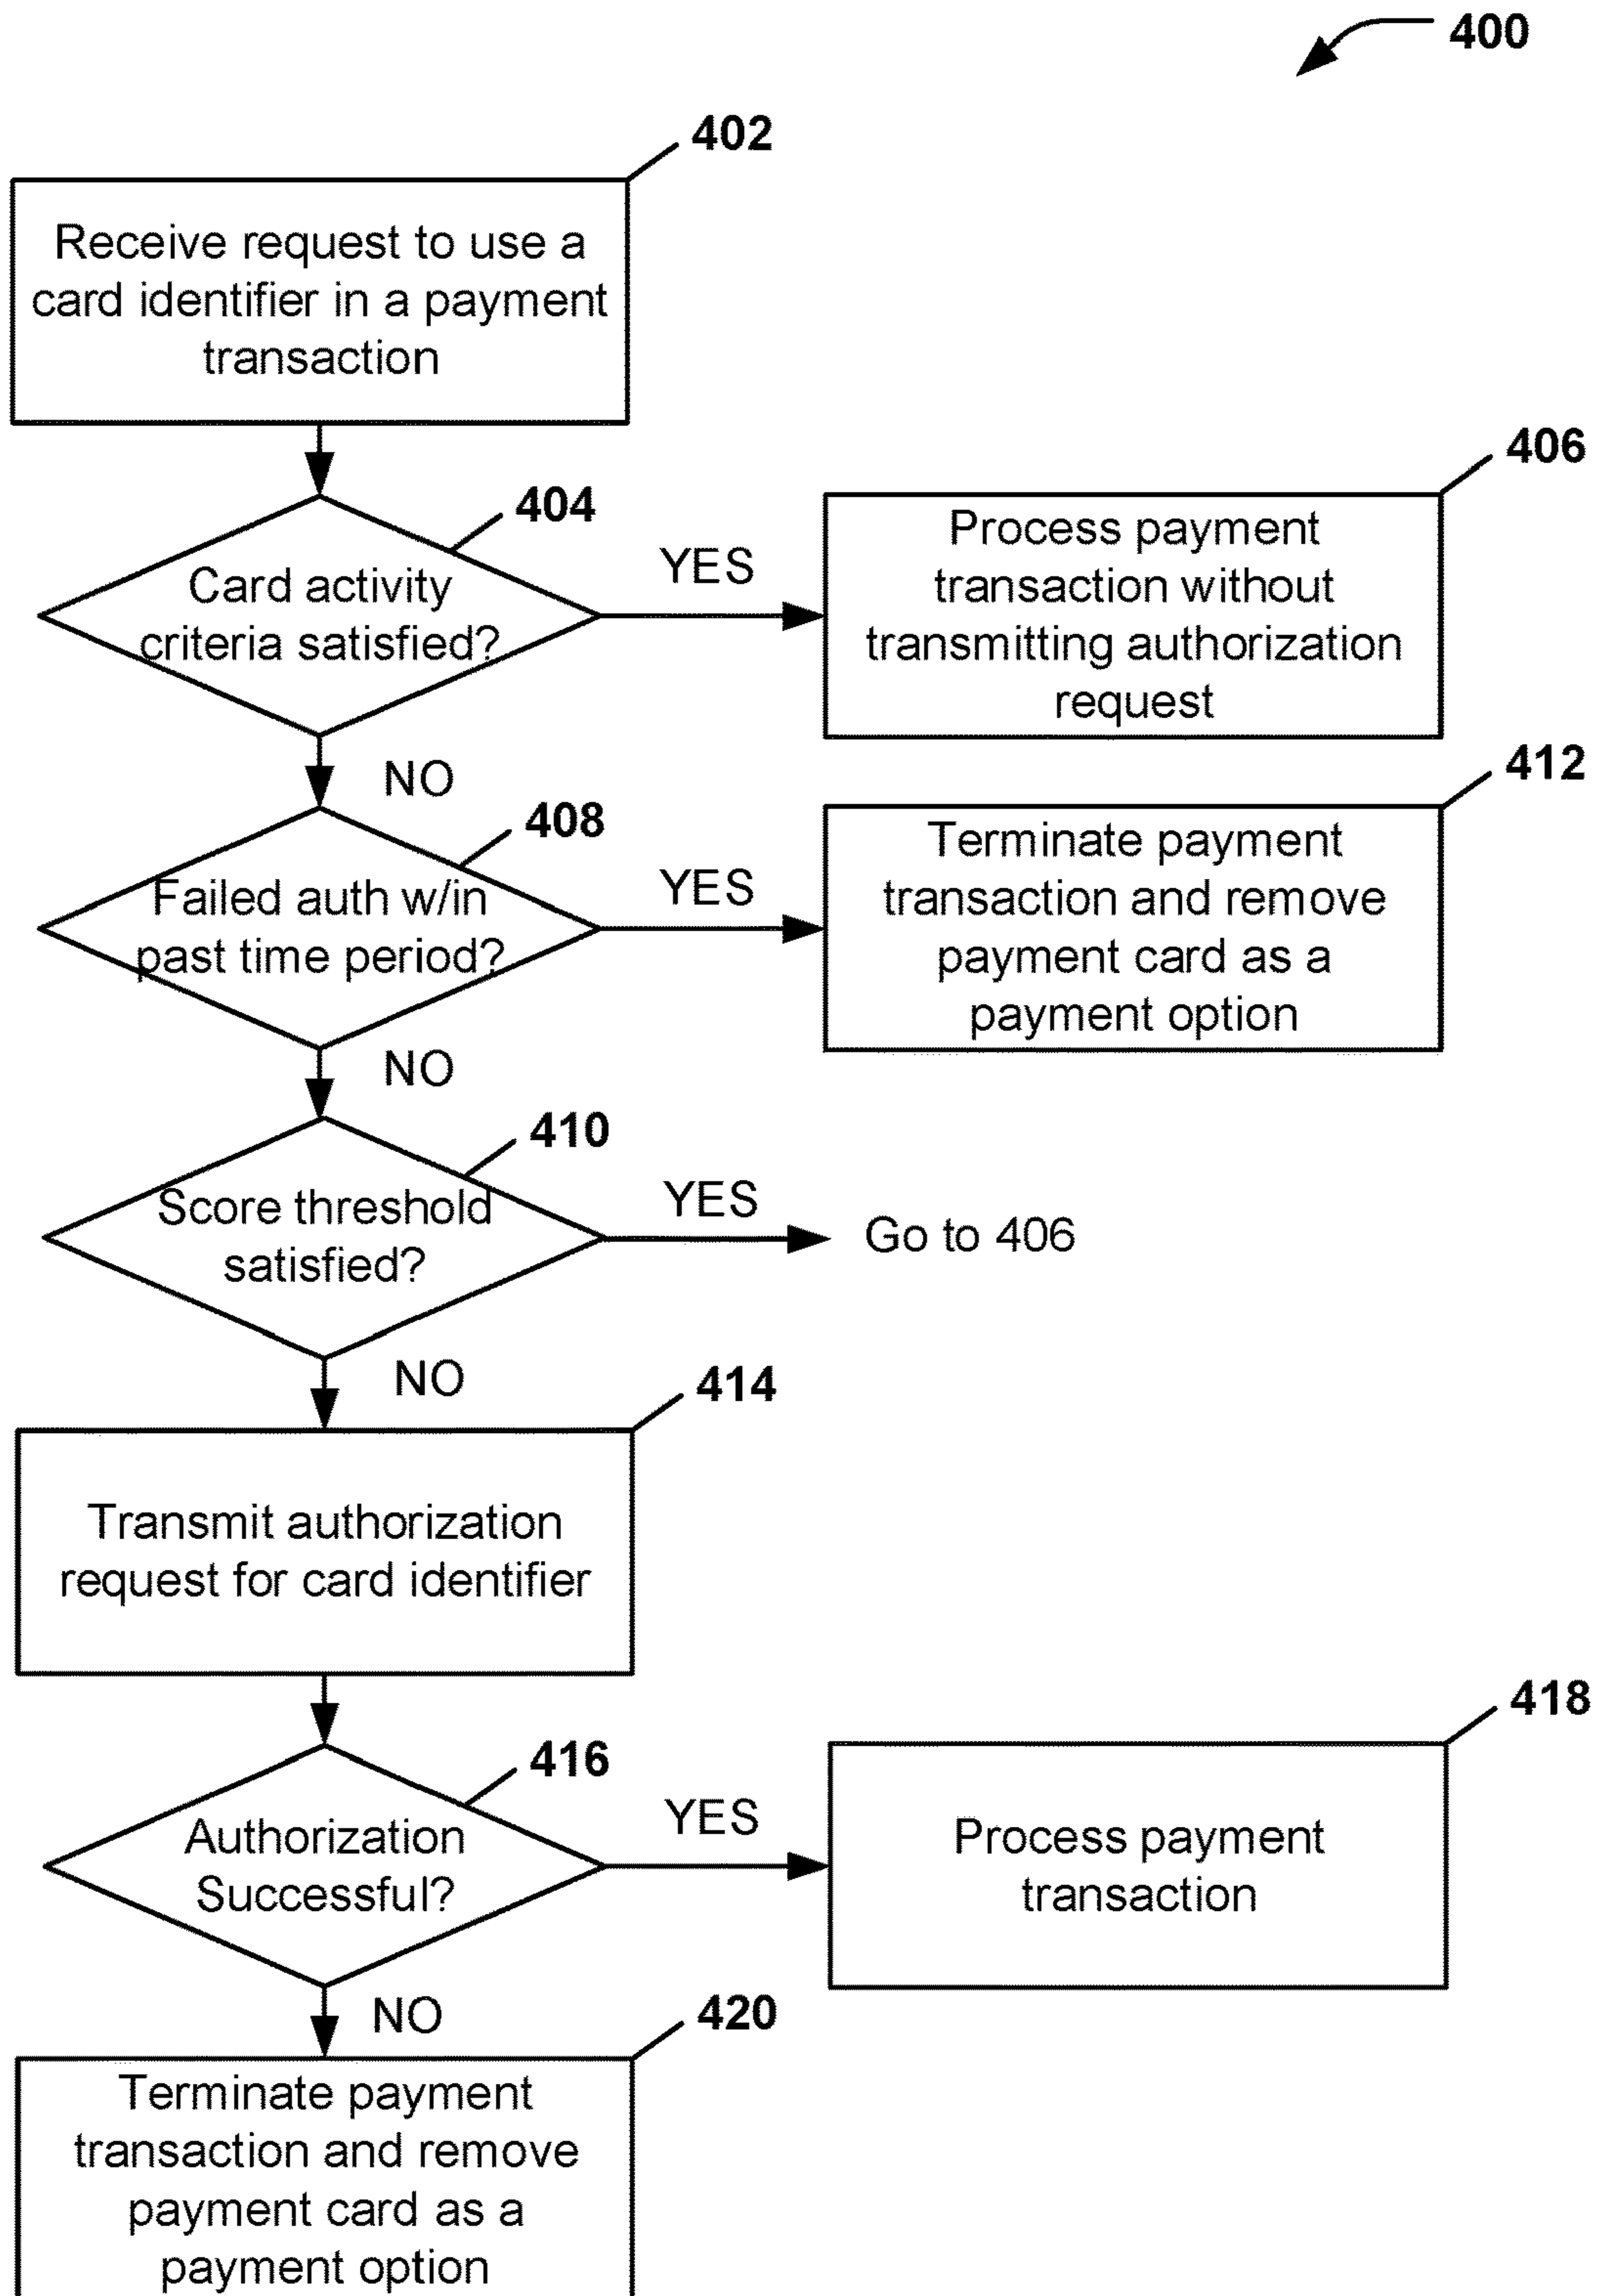 400
402
Receive request to use a
card identifier in a payment
transaction
404
Card activity
criteria satisfied?
YES
406
Process payment
transaction without
transmitting authorization
request
NO
408
Failed auth w/in
past time period?
YES
412
Terminate payment
transaction and remove
payment card as a
payment option
NO
410
Score threshold
satisfied?
YES
Go to 406
NO
414
Transmit authorization
request for card identifier
416
Authorization
Successful?
YES
418
Process payment
transaction
NO
420
Terminate payment
transaction and remove
payment card as a
payment option